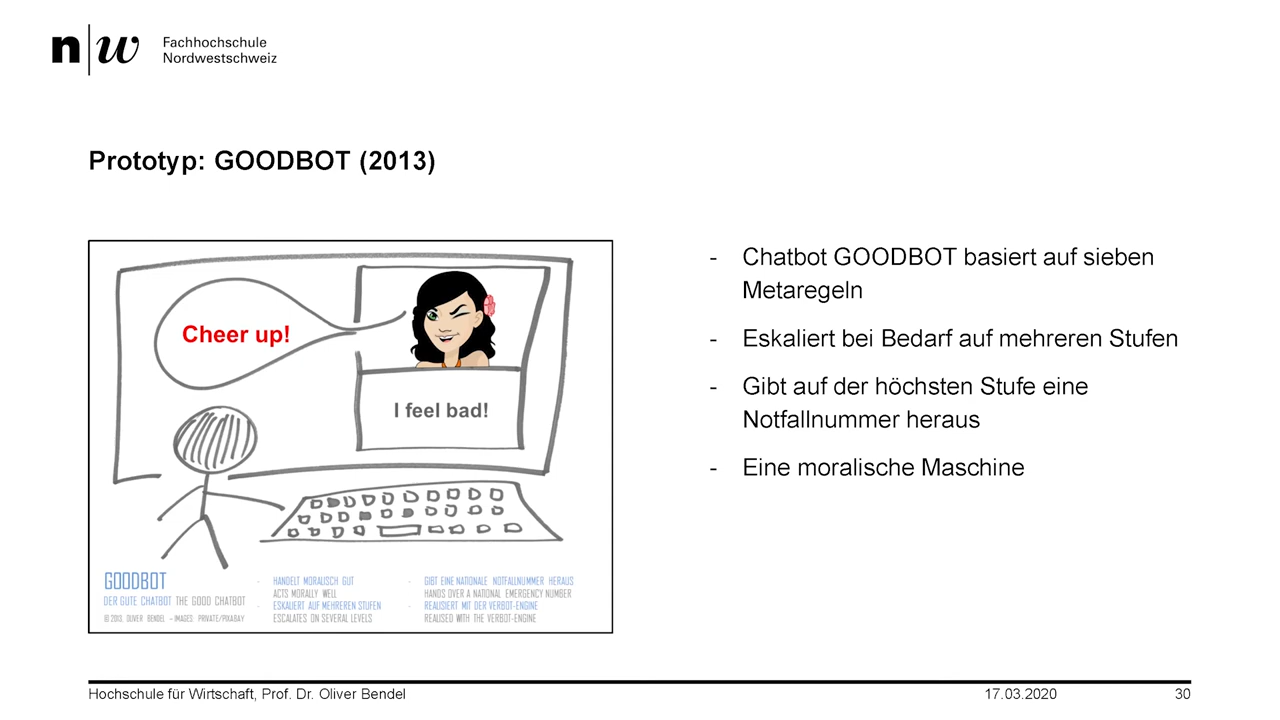 n|w Fachhochschule
Nordwestschweiz
Prototyp: GOODBOT (2013)
Cheer up!
I feel bad!
GOODBOT
DER GUTE CHATBOT THE GOOD CHATBOT
© 2013, OLIVER BENDEL – IMAGES: PRIVATE/PIXABAY
- HANDELT MORALISCH GUT
ACTS MORALLY WELL
- ESKALIERT AUF MEHREREN STUFEN
ESCALATES ON SEVERAL LEVELS
- GIBT EINE NATIONALE NOTFALLNUMMER HERAUS
HANDS OVER A NATIONAL EMERGENCY NUMBER
- REALISIERT MIT DER VERBOT-ENGINE
REALISED WITH THE VERBOT-ENGINE
- Chatbot GOODBOT basiert auf sieben
Metaregeln
- Eskaliert bei Bedarf auf mehreren Stufen
- Gibt auf der höchsten Stufe eine
Notfallnummer heraus
- Eine moralische Maschine
Hochschule für Wirtschaft, Prof. Dr. Oliver Bendel
17.03.2020
30